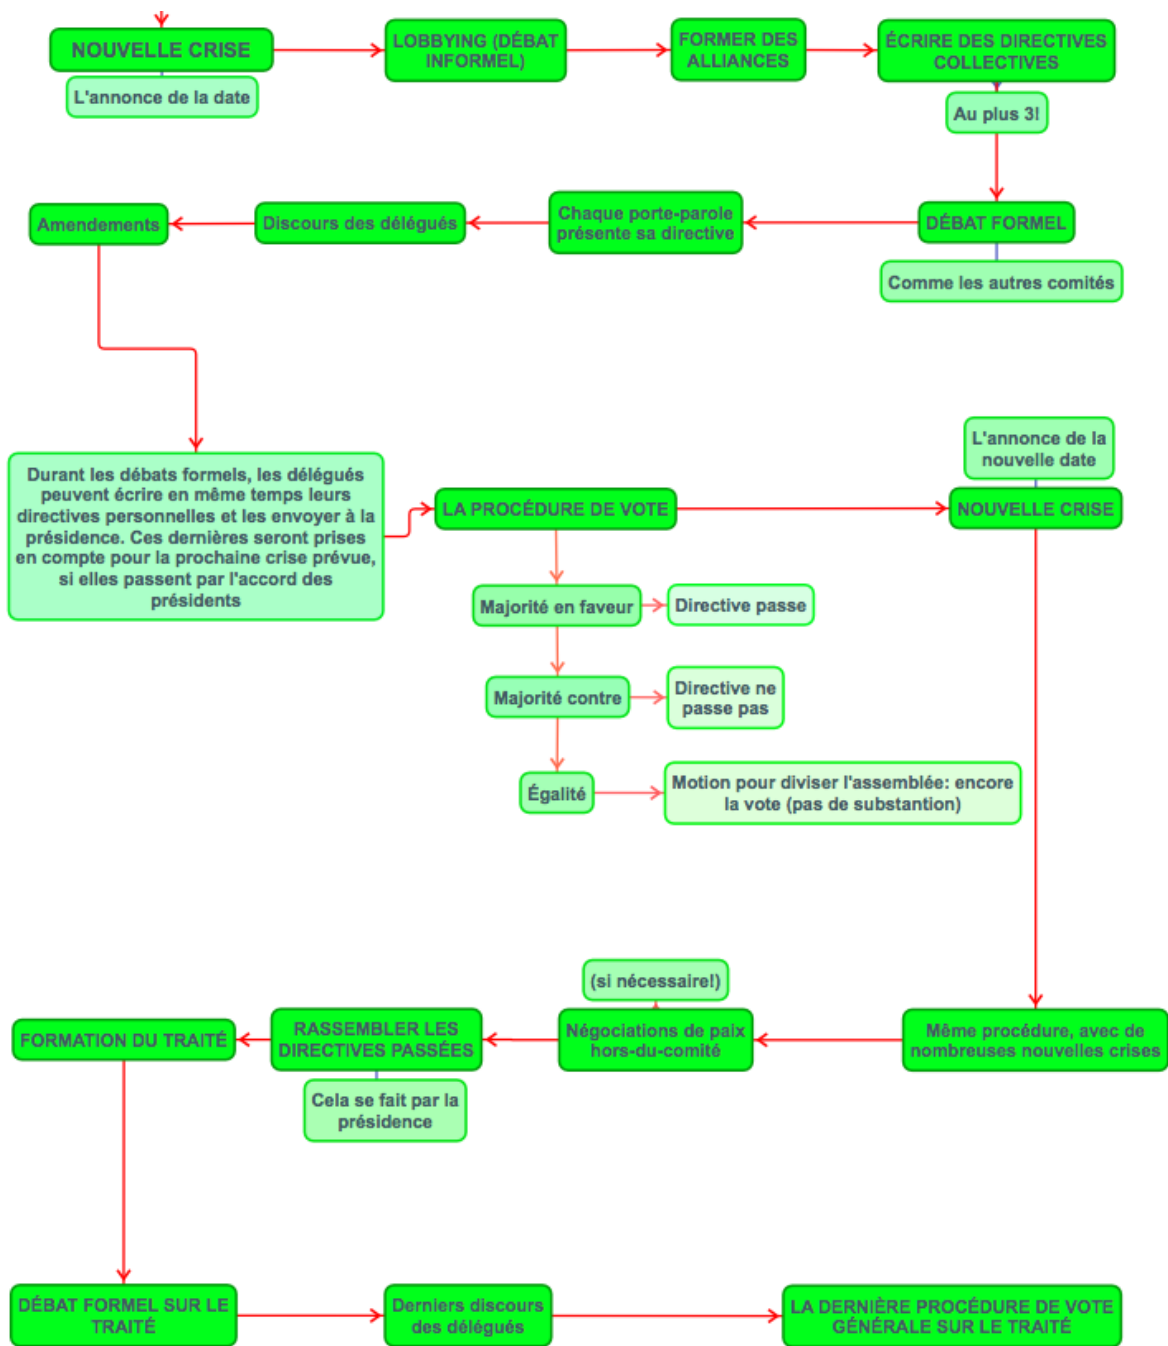 NOUVELLE CRISE
L'annonce de la date
LOBBYING (DÉBAT
INFORMEL)
FORMER DES
ALLIANCES
ÉCRIRE DES DIRECTIVES
COLLECTIVES
Au plus 3!
DÉBAT FORMEL
Comme les autres comités
Chaque porte-parole
présente sa directive
Discours des délégués
Amendements
Durant les débats formels, les délégués
peuvent écrire en même temps leurs
directives personnelles et les envoyer à la
présidence. Ces dernières seront prises
en compte pour la prochaine crise prévue,
si elles passent par l'accord des
présidents
LA PROCÉDURE DE VOTE
Majorité en faveur
Directive passe
Majorité contre
Directive ne
passe pas
Égalité
Motion pour diviser l'assemblée: encore
la vote (pas de substantion)
L'annonce de la
nouvelle date
NOUVELLE CRISE
Même procédure, avec de
nombreuses nouvelles crises
(si nécessaire!)
Négociations de paix
hors-du-comité
RASSEMBLER LES
DIRECTIVES PASSÉES
Cela se fait par la
présidence
FORMATION DU TRAITÉ
DÉBAT FORMEL SUR LE
TRAITÉ
Derniers discours
des délégués
LA DERNIÈRE PROCÉDURE DE VOTE
GÉNÉRALE SUR LE TRAITÉ